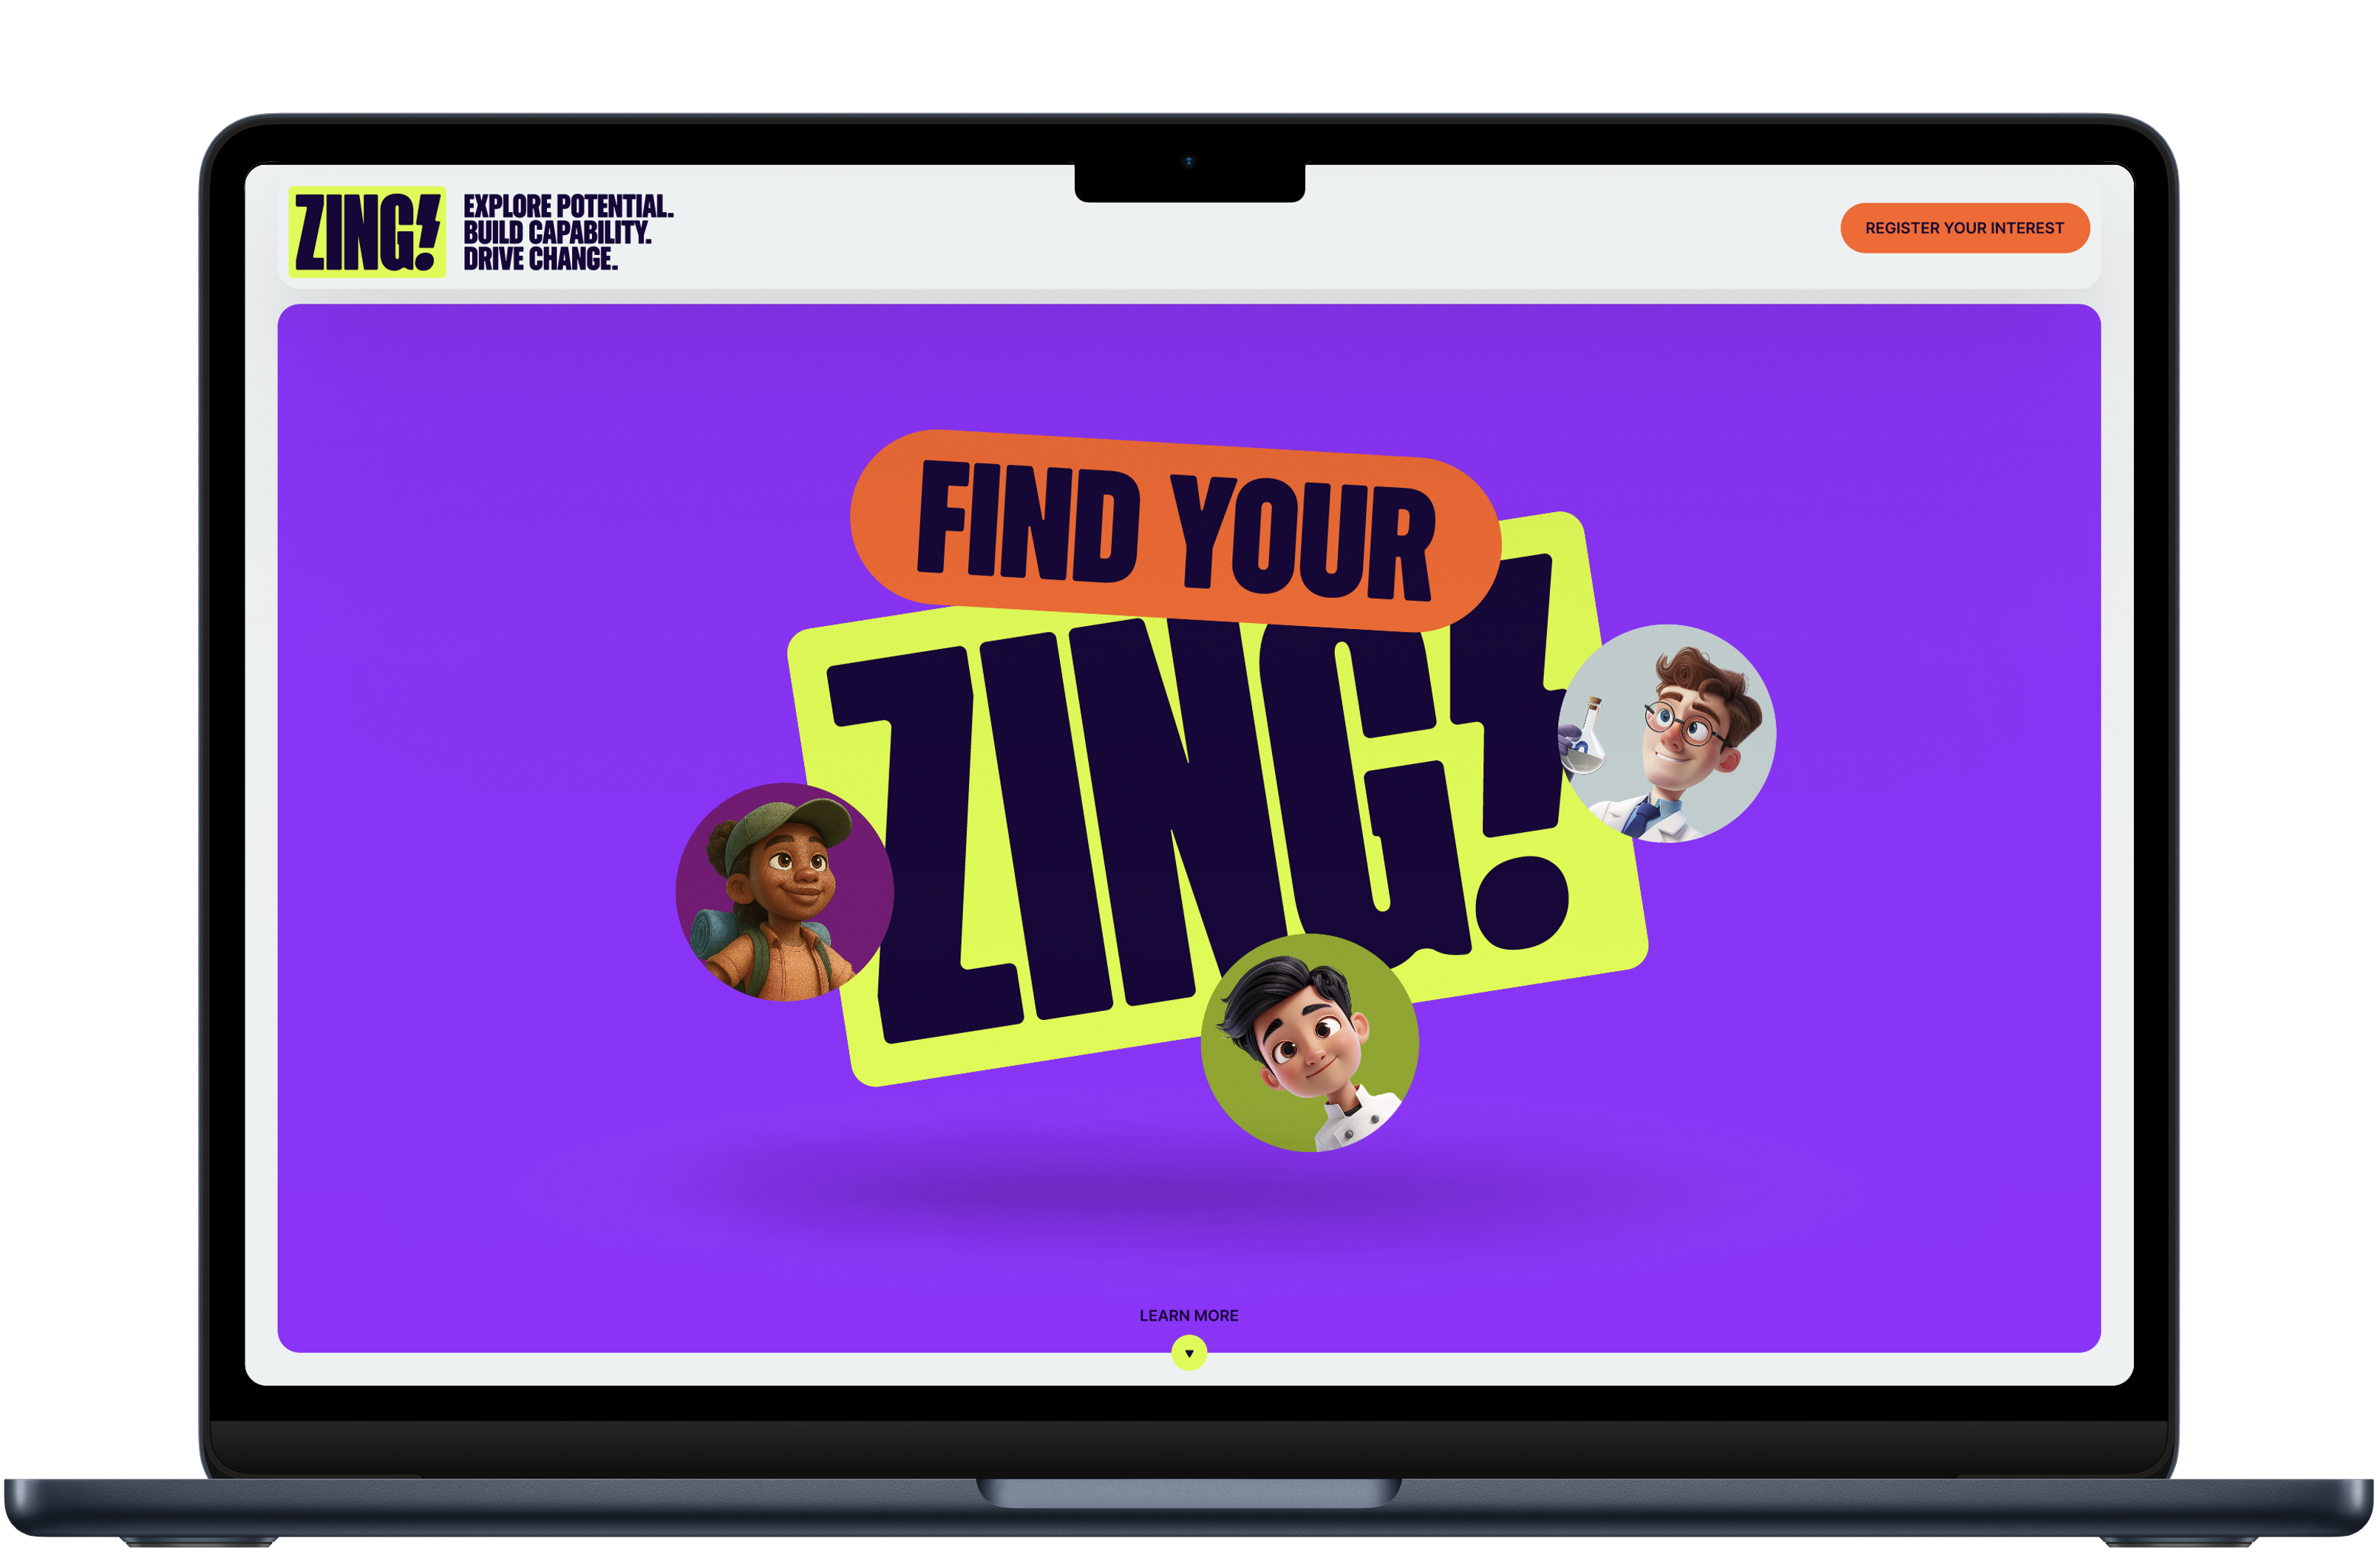 ZING!
EXPLORE POTENTIAL.
BUILD CAPABILITY.
DRIVE CHANGE.
REGISTER YOUR INTEREST
FIND YOUR
ZING!
LEARN MORE